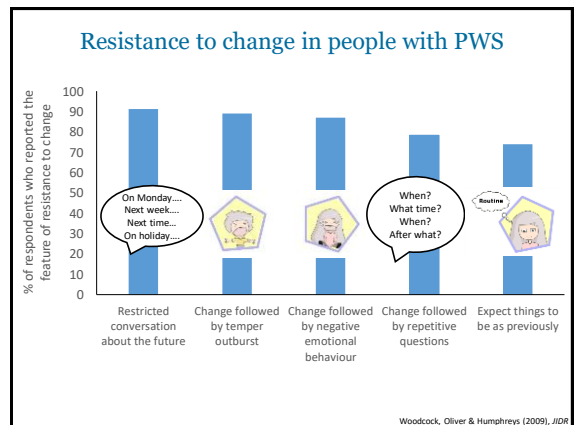 Resistance to change in people with PWS
% of respondents who reported the
feature of resistance to change
100
90
80
70
60
50
40
30
20
10
0
On Monday....
Next week....
Next time...
On holiday....
When?
What time?
When?
After what?
Routine
Restricted
conversation
about the future
Change followed
by temper
outburst
Change followed
by negative
emotional
behaviour
Change followed
by repetitive
questions
Expect things to
be as previously
Woodcock, Oliver & Humphreys (2009), JIDR